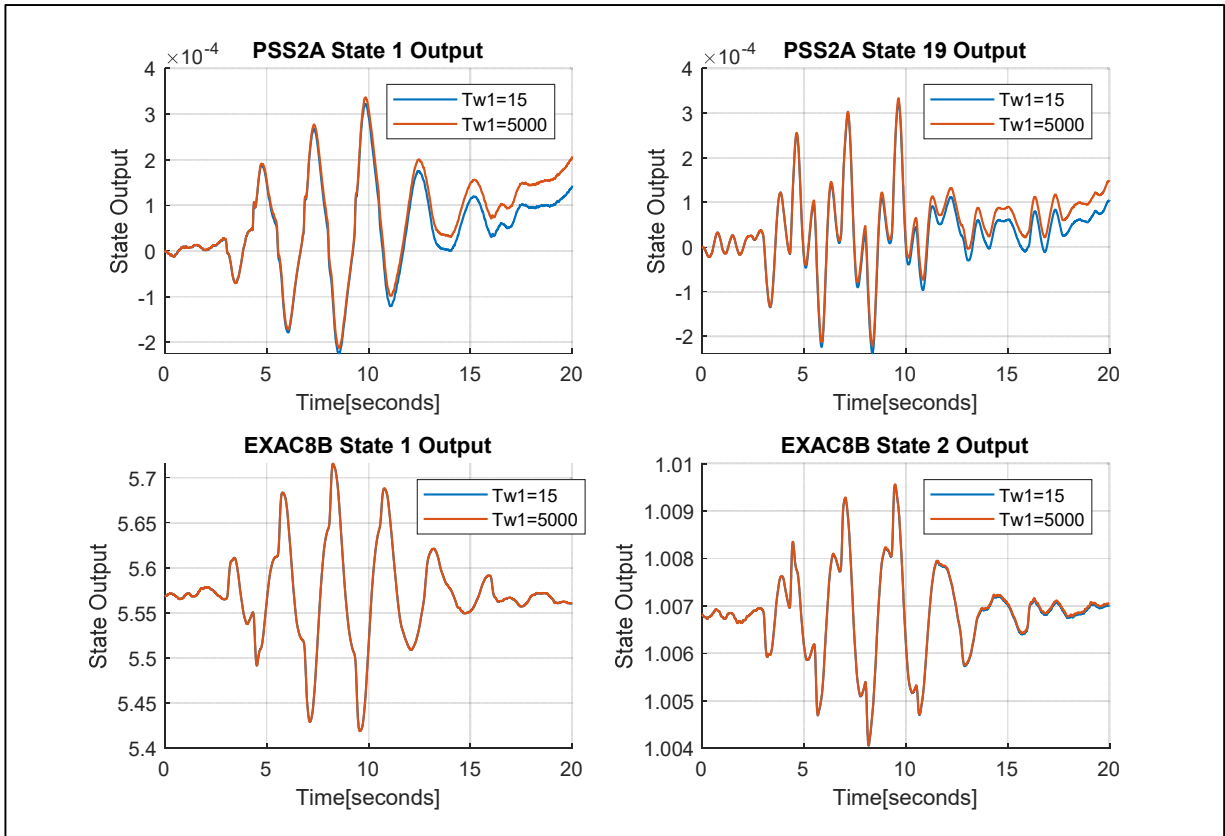 PSS2A State 1 Output
×10-4
4
3
2
1
0
-1
-2
State Output
0
5
10
15
20
Time[seconds]
Tw1=15
Tw1=5000
PSS2A State 19 Output
×10-4
4
3
2
1
0
-1
-2
State Output
0
5
10
15
20
Time[seconds]
Tw1=15
Tw1=5000
EXAC8B State 1 Output
5.7
5.65
5.6
5.55
5.5
5.45
5.4
State Output
0
5
10
15
20
Time[seconds]
Tw1=15
Tw1=5000
EXAC8B State 2 Output
1.01
1.009
1.008
1.007
1.006
1.005
1.004
State Output
0
5
10
15
20
Time[seconds]
Tw1=15
Tw1=5000